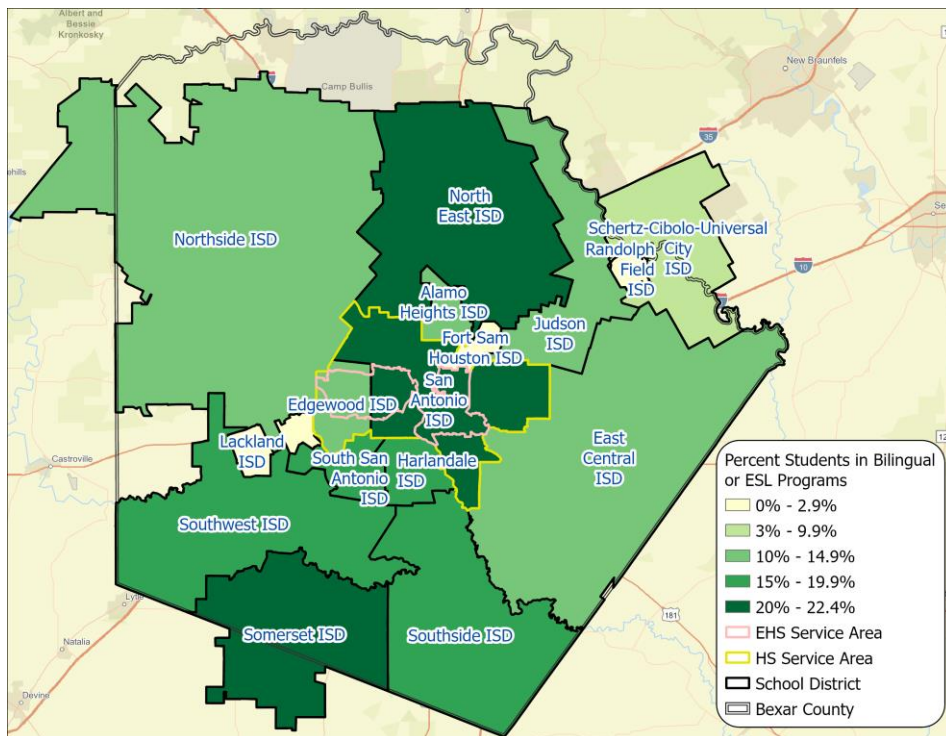 Albert and
Bessie
Kronkosky
Camp Bullis
New Braunfels
35
North
East ISD
Northside ISD
Schertz-Cibolo-Universal
City
ISD
Randolph
Field
ISD
10
Alamo
Heights ISD
Judson
ISD
Fort Sam
Houston ISD
San
Antonio
ISD
Edgewood ISD
Lackland
ISD
Castroville
South San
Antonio
ISD
Harlandale
ISD
East
Central
ISD
Southwest ISD
Somerset ISD
Southside ISD
181
Natalia
Devine
Percent Students in Bilingual
or ESL Programs
0% - 2.9%
3% - 9.9%
10% - 14.9%
15% - 19.9%
20% - 22.4%
EHS Service Area
HS Service Area
School District
Bexar County